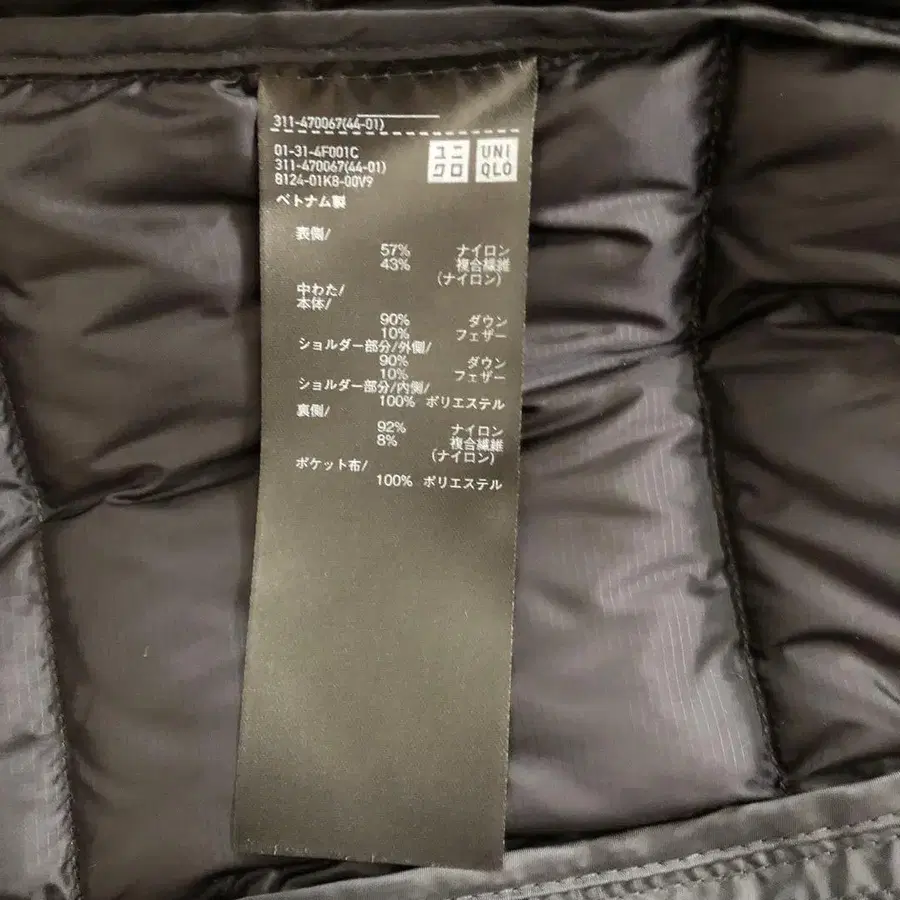 311-470067(44-01)
01-31-4F001C
311-470067(44-01)
8124-01K8-00V9
ユニクロ UNIQLO
ベトナム製
表側/
57% ナイロン
43% 複合繊維
(ナイロン)
中わた/
本体/
90% ダウン
10% フェザー
ショルダー部分/外側/
90% ダウン
10% フェザー
ショルダー部分/内側/
100% ポリエステル
裏側/
92% ナイロン
8% 複合繊維
(ナイロン)
ポケット布/
100% ポリエステル